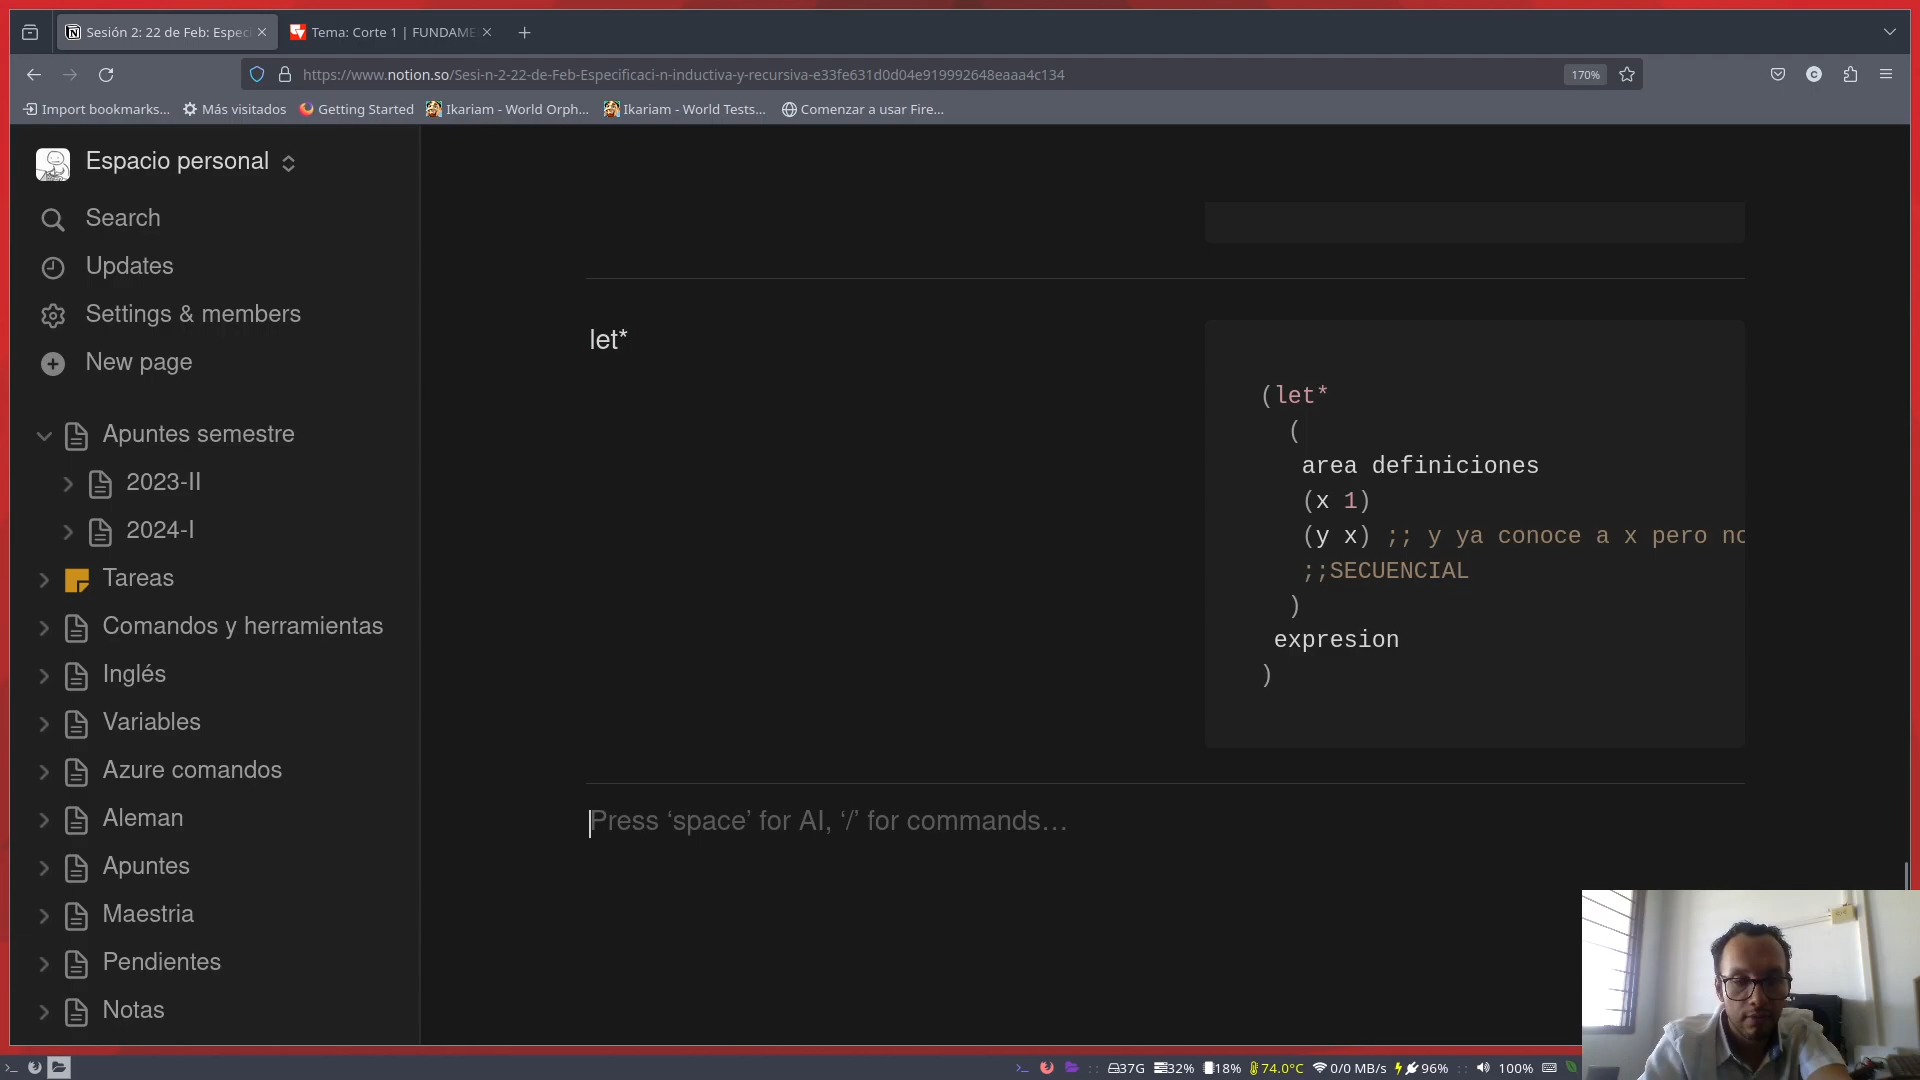 Sesión 2: 22 de Feb: Especi
Tema: Corte 1 | FUNDAME
https://www.notion.so/Sesi-n-2-22-de-Feb-Especificaci-n-inductiva-y-recursiva-e33fe631d0d04e919992648eaaa4c134
170%
C
Import bookmarks...
Más visitados
Getting Started
Ikariam - World Orph...
Ikariam - World Tests...
Comenzar a usar Fire...
Espacio personal
Search
Updates
Settings & members
New page
Apuntes semestre
2023-II
2024-I
Tareas
Comandos y herramientas
Inglés
Variables
Azure comandos
Aleman
Apuntes
Maestria
Pendientes
Notas
let*
(let*
(
area definiciones
(x 1)
(y x) ;; y ya conoce a x pero no
;;SECUENCIAL
)
expresion
)
Press ‘space’ for AI, ‘/’ for commands…
37G
32%
18%
74.0°C
0/0 MB/s
96%
100%